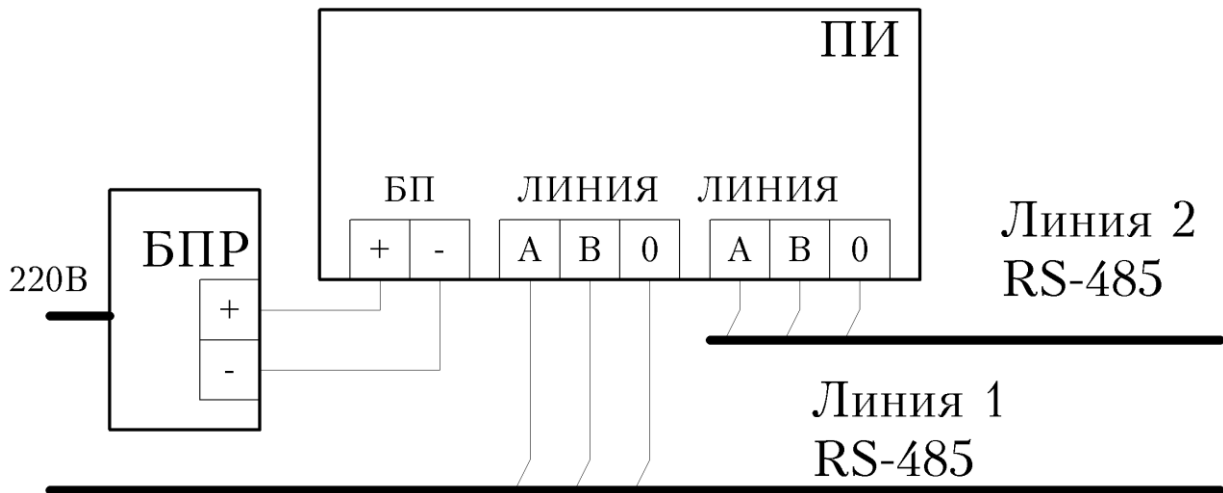 ПИ
БП ЛИНИЯ ЛИНИЯ
+ - А В 0 А В 0
БПР
220В
+
-
Линия 2
RS-485
Линия 1
RS-485